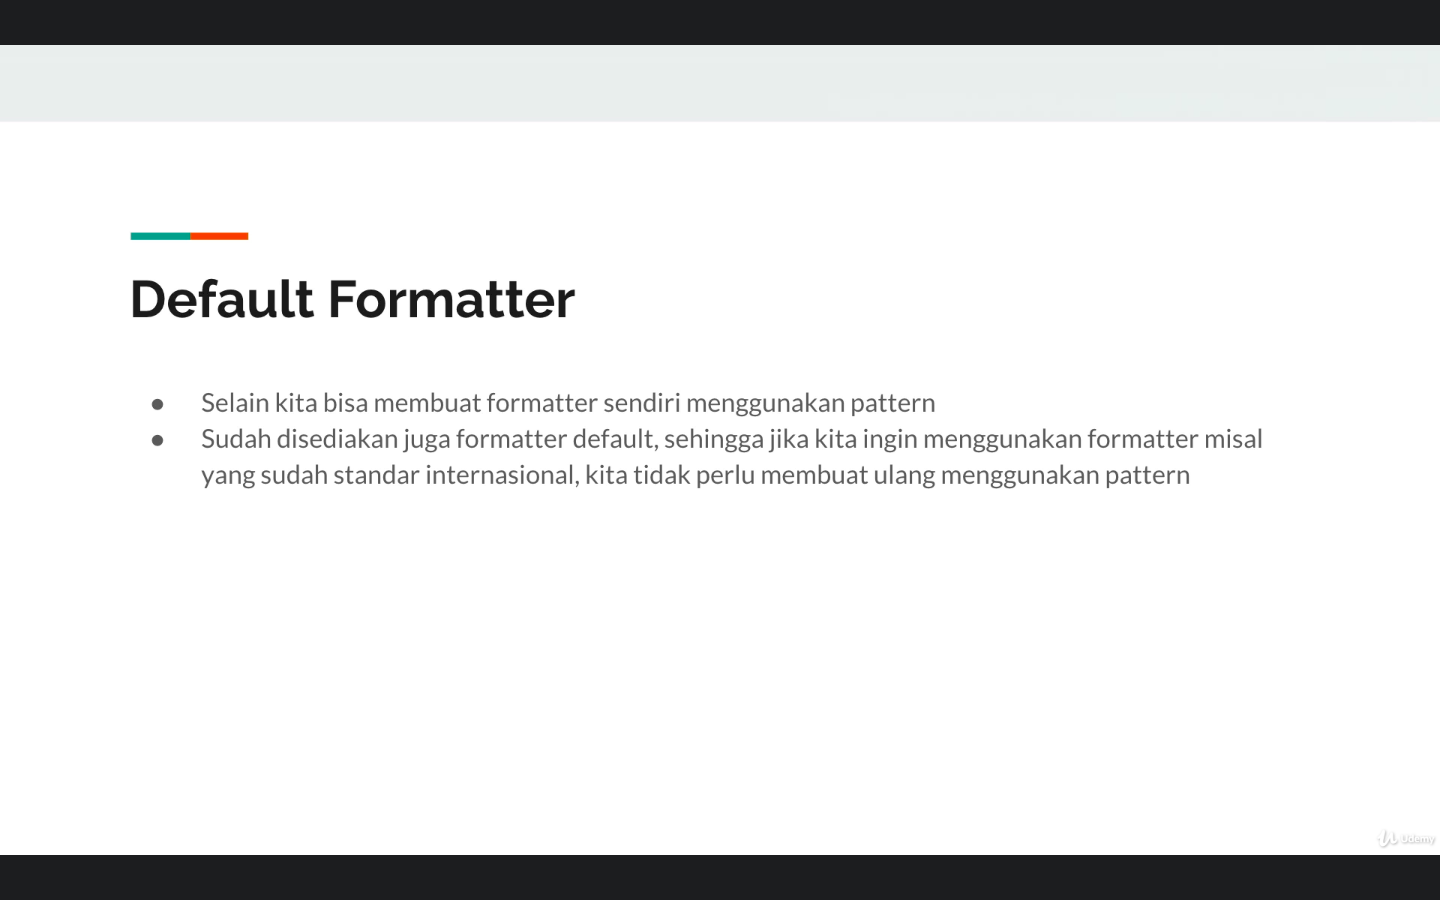 Default Formatter
● Selain kita bisa membuat formatter sendiri menggunakan pattern
● Sudah disediakan juga formatter default, sehingga jika kita ingin menggunakan formatter misal
yang sudah standar internasional, kita tidak perlu membuat ulang menggunakan pattern
Udemy